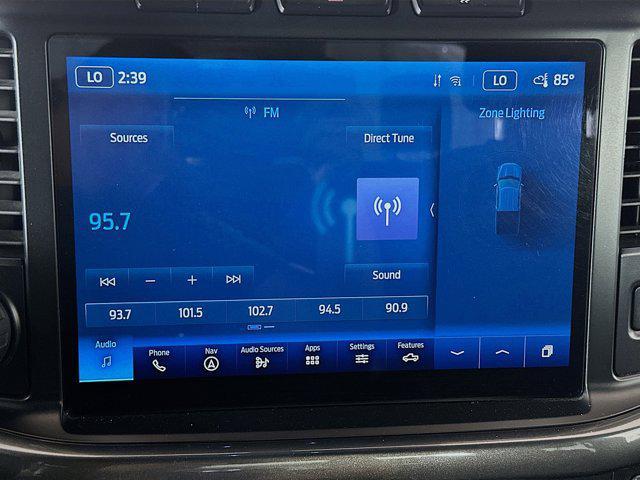 LO 2:39 LO 85°
FM
Zone Lighting
Sources
Direct Tune
95.7
Sound
93.7 101.5 102.7 94.5 90.9
Audio Phone Nav Audio Sources Apps Settings Features